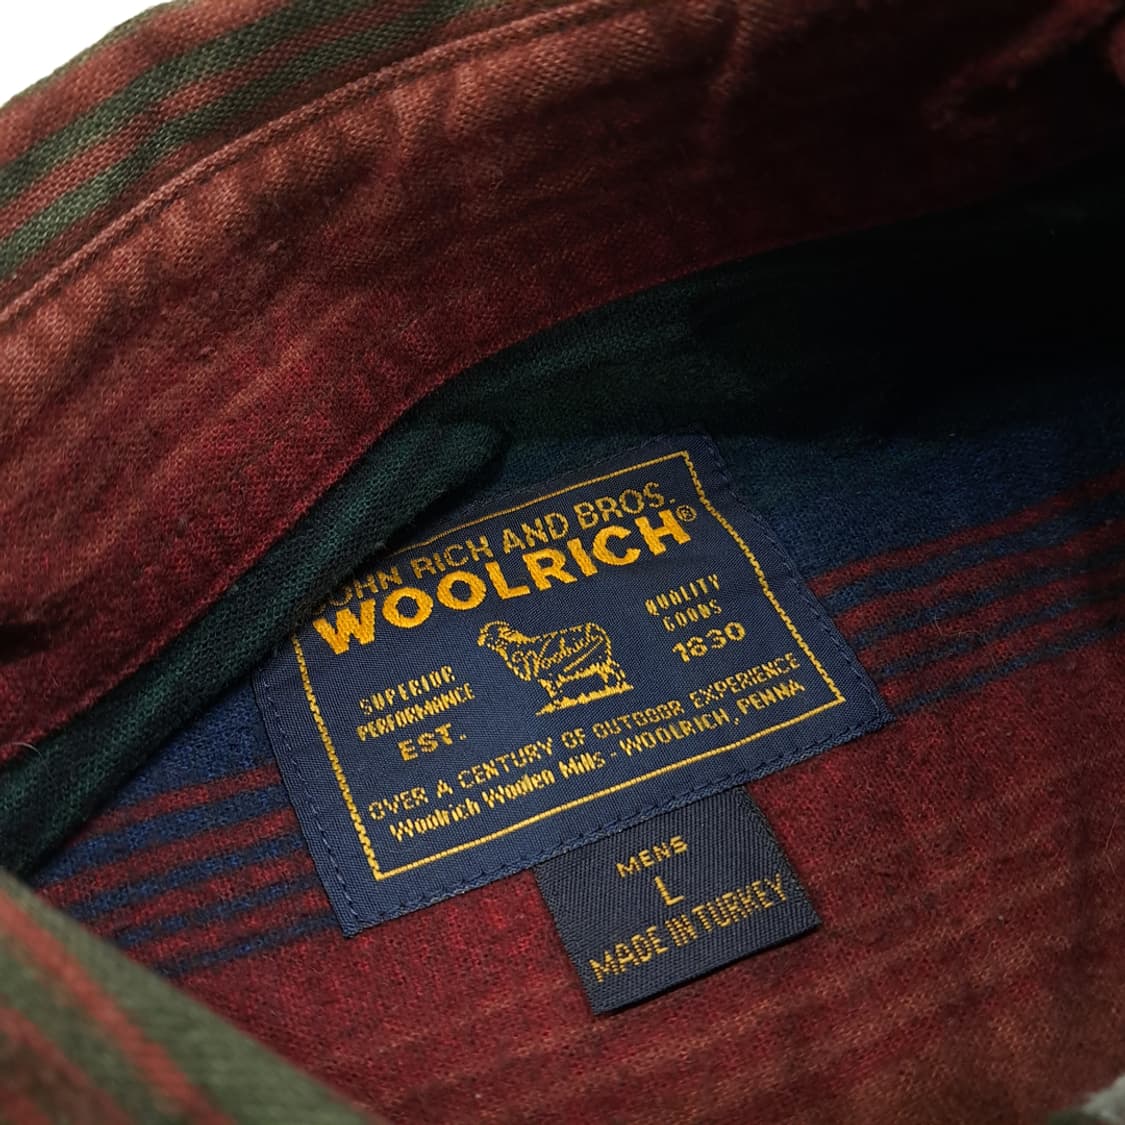 JOHN RICH AND BROS.
WOOLRICH®
SUPERIOR
PERFORMANCE
EST.
Woolrich
QUALITY
GOODS
1830
OVER A CENTURY OF OUTDOOR EXPERIENCE
Woolrich Woolen Mills - WOOLRICH, PENNA
MENS
L
MADE IN TURKEY